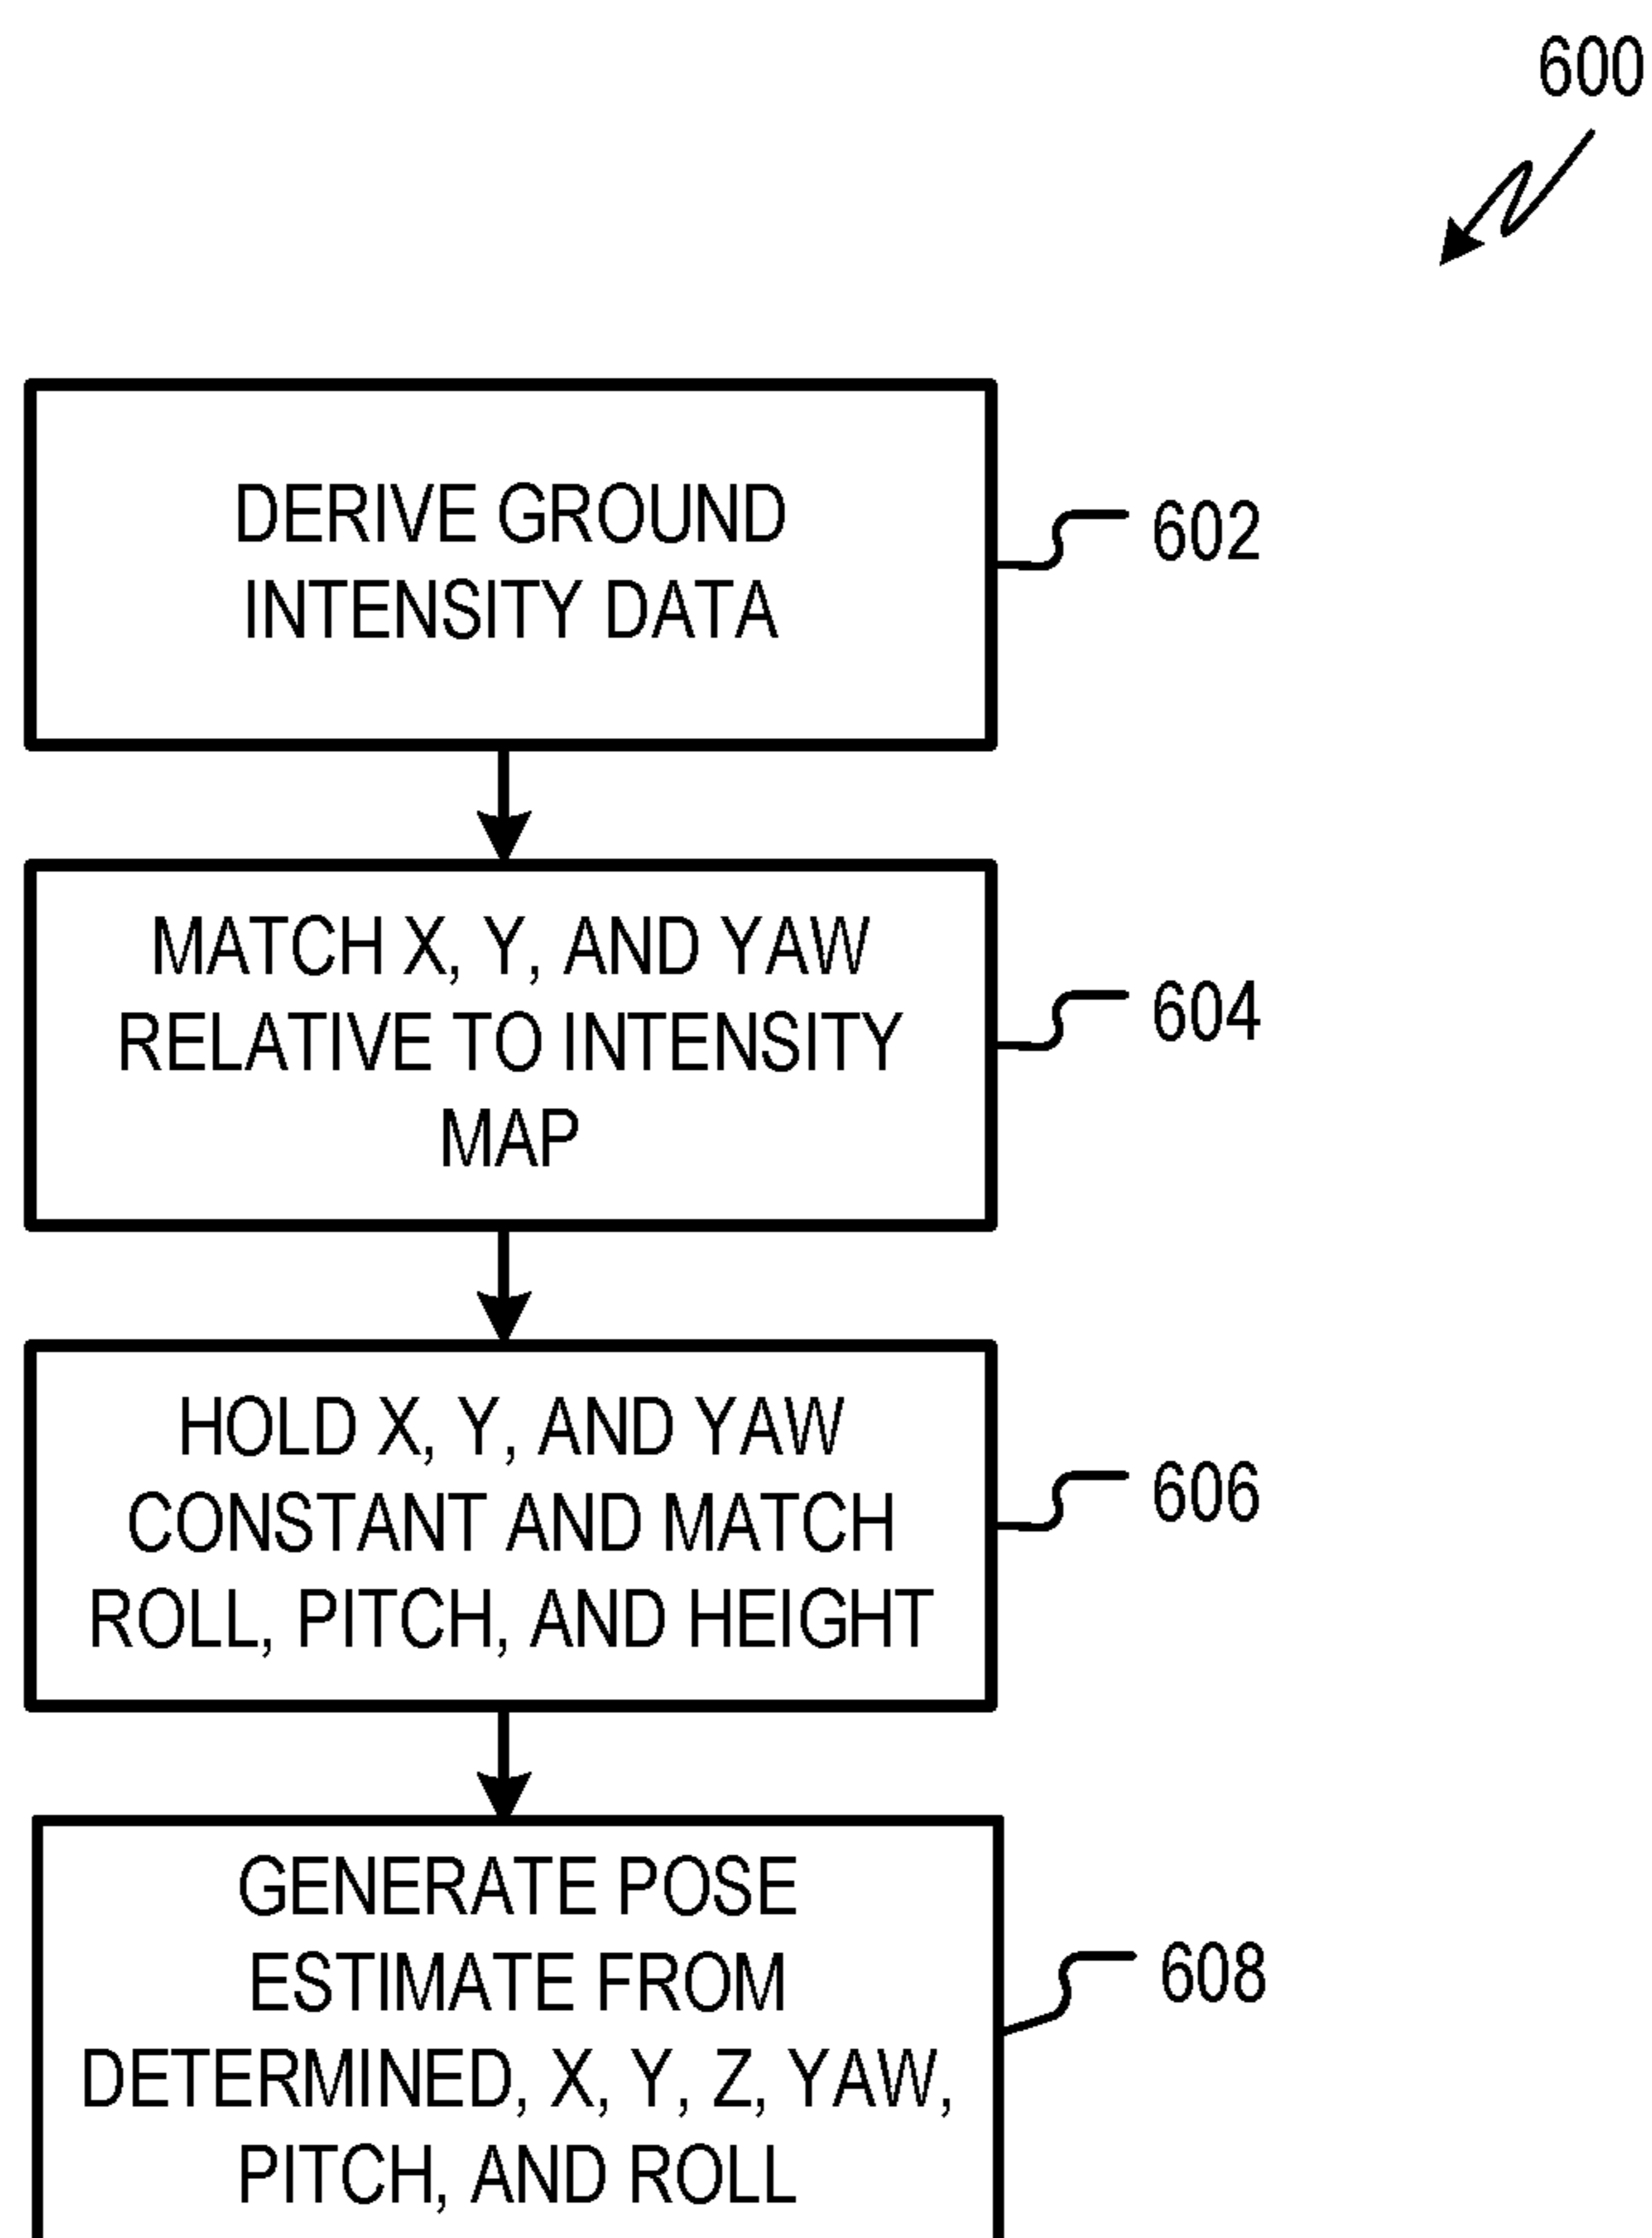 600
DERIVE GROUND
INTENSITY DATA
602
MATCH X, Y, AND YAW
RELATIVE TO INTENSITY
MAP
604
HOLD X, Y, AND YAW
CONSTANT AND MATCH
ROLL, PITCH, AND HEIGHT
606
GENERATE POSE
ESTIMATE FROM
DETERMINED, X, Y, Z, YAW,
PITCH, AND ROLL
608